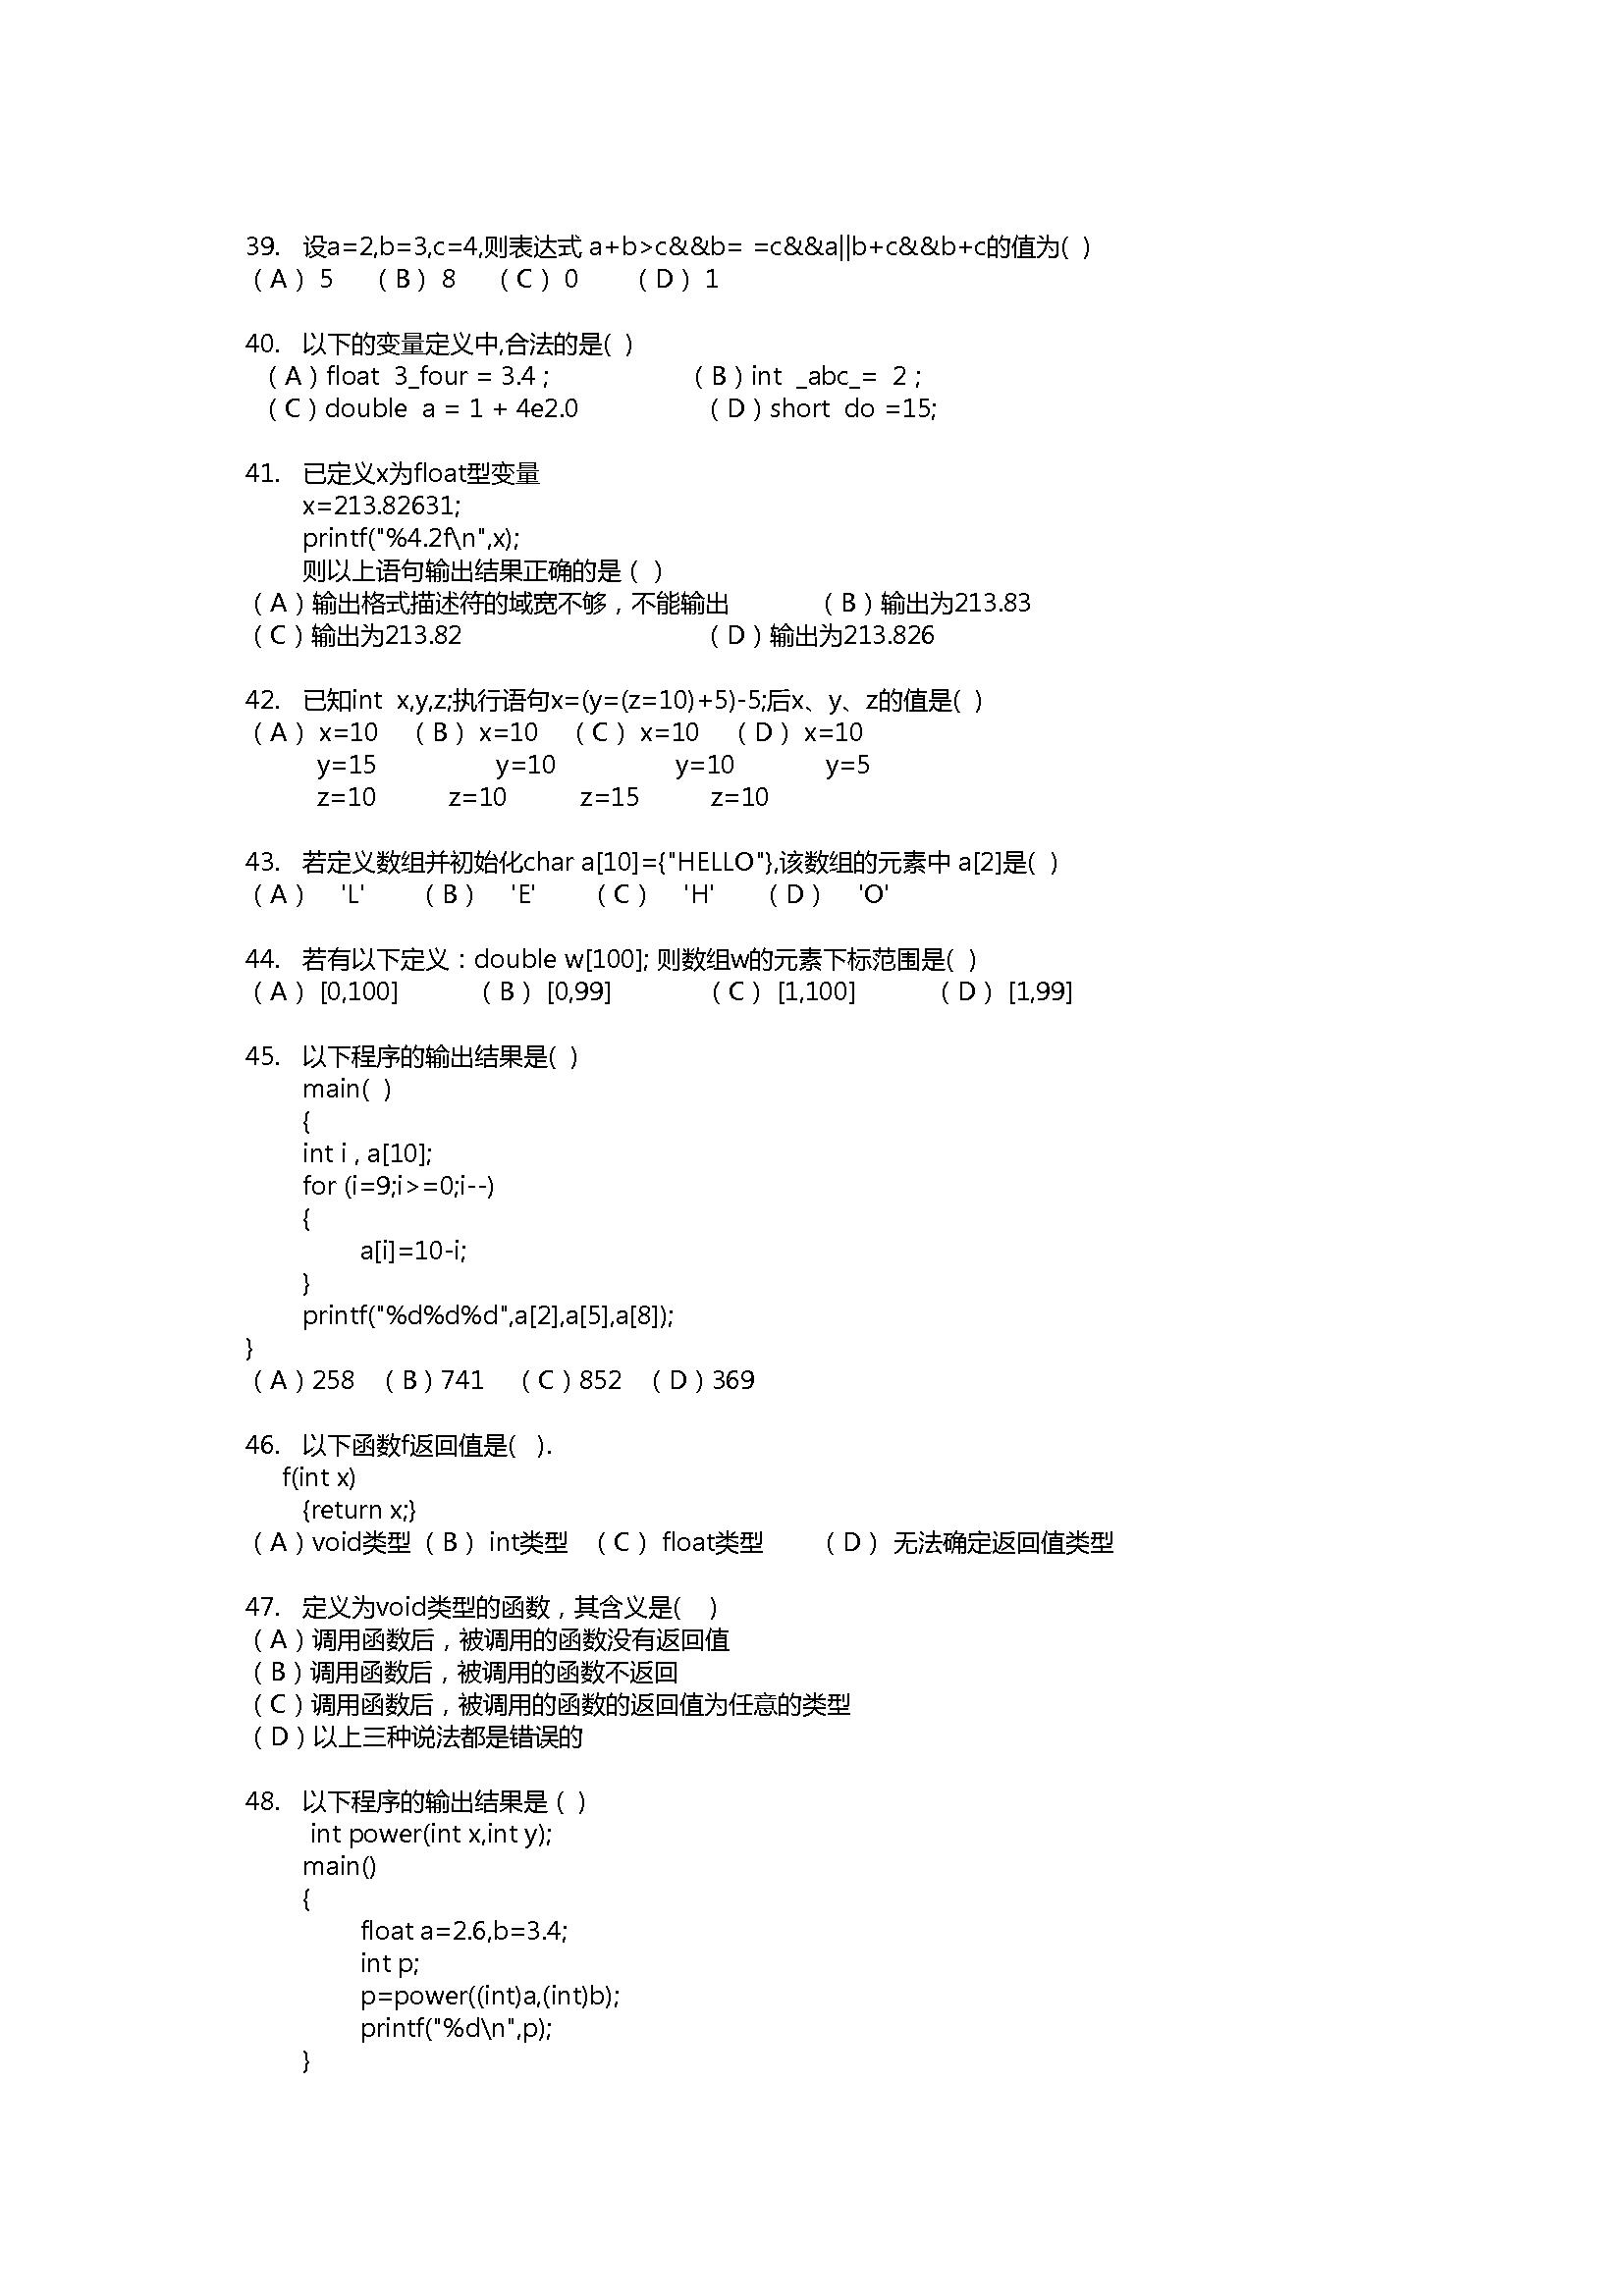 39. 设a=2,b=3,c=4,则表达式 a+b>c&&b= =c&&a||b+c&&b+c的值为( )
（A） 5 （B） 8 （C） 0 （D） 1
40. 以下的变量定义中,合法的是( )
（A）float 3_four = 3.4 ; （B）int _abc_= 2 ;
（C）double a = 1 + 4e2.0 （D）short do =15;
41. 已定义x为float型变量
x=213.82631;
printf("%4.2f\n",x);
则以上语句输出结果正确的是（ ）
（A）输出格式描述符的域宽不够，不能输出 （B）输出为213.83
（C）输出为213.82 （D）输出为213.826
42. 已知int x,y,z;执行语句x=(y=(z=10)+5)-5;后x、y、z的值是( )
（A） x=10 （B） x=10 （C） x=10 （D） x=10
y=15 y=10 y=10 y=5
z=10 z=10 z=15 z=10
43. 若定义数组并初始化char a[10]={"HELLO"},该数组的元素中 a[2]是( )
（A） 'L' （B） 'E' （C） 'H' （D） 'O'
44. 若有以下定义：double w[100]; 则数组w的元素下标范围是( )
（A） [0,100] （B） [0,99] （C） [1,100] （D） [1,99]
45. 以下程序的输出结果是( )
main( )
{
int i , a[10];
for (i=9;i>=0;i--)
{
a[i]=10-i;
}
printf("%d%d%d",a[2],a[5],a[8]);
}
（A）258 （B）741 （C）852 （D）369
46. 以下函数f返回值是( ).
f(int x)
{return x;}
（A）void类型 （B） int类型 （C） float类型 （D） 无法确定返回值类型
47. 定义为void类型的函数，其含义是( )
（A）调用函数后，被调用的函数没有返回值
（B）调用函数后，被调用的函数不返回
（C）调用函数后，被调用的函数的返回值为任意的类型
（D）以上三种说法都是错误的
48. 以下程序的输出结果是（ ）
int power(int x,int y);
main()
{
float a=2.6,b=3.4;
int p;
p=power((int)a,(int)b);
printf("%d\n",p);
}